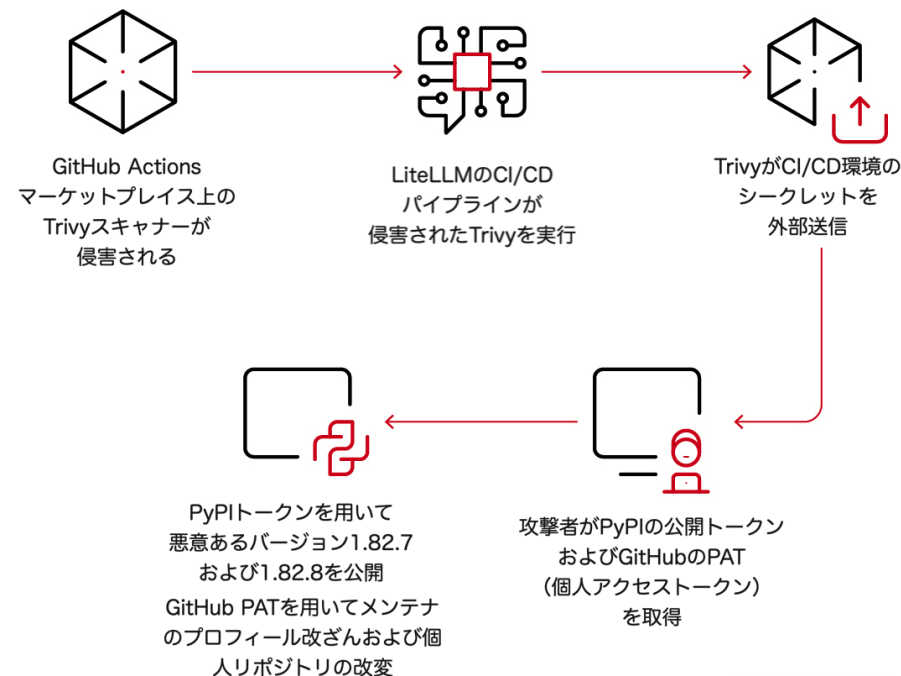 GitHub Actions
マーケットプレイス上の
Trivyスキャナーが
侵害される
LiteLLMのCI/CD
パイプラインが
侵害されたTrivyを実行
TrivyがCI/CD環境の
シークレットを
外部送信
攻撃者がPyPIの公開トークン
およびGitHubのPAT
（個人アクセストークン）
を取得
PyPIトークンを用いて
悪意あるバージョン1.82.7
および1.82.8を公開
GitHub PATを用いてメンテナ
のプロフィール改ざんおよび個
人リポジトリの改変